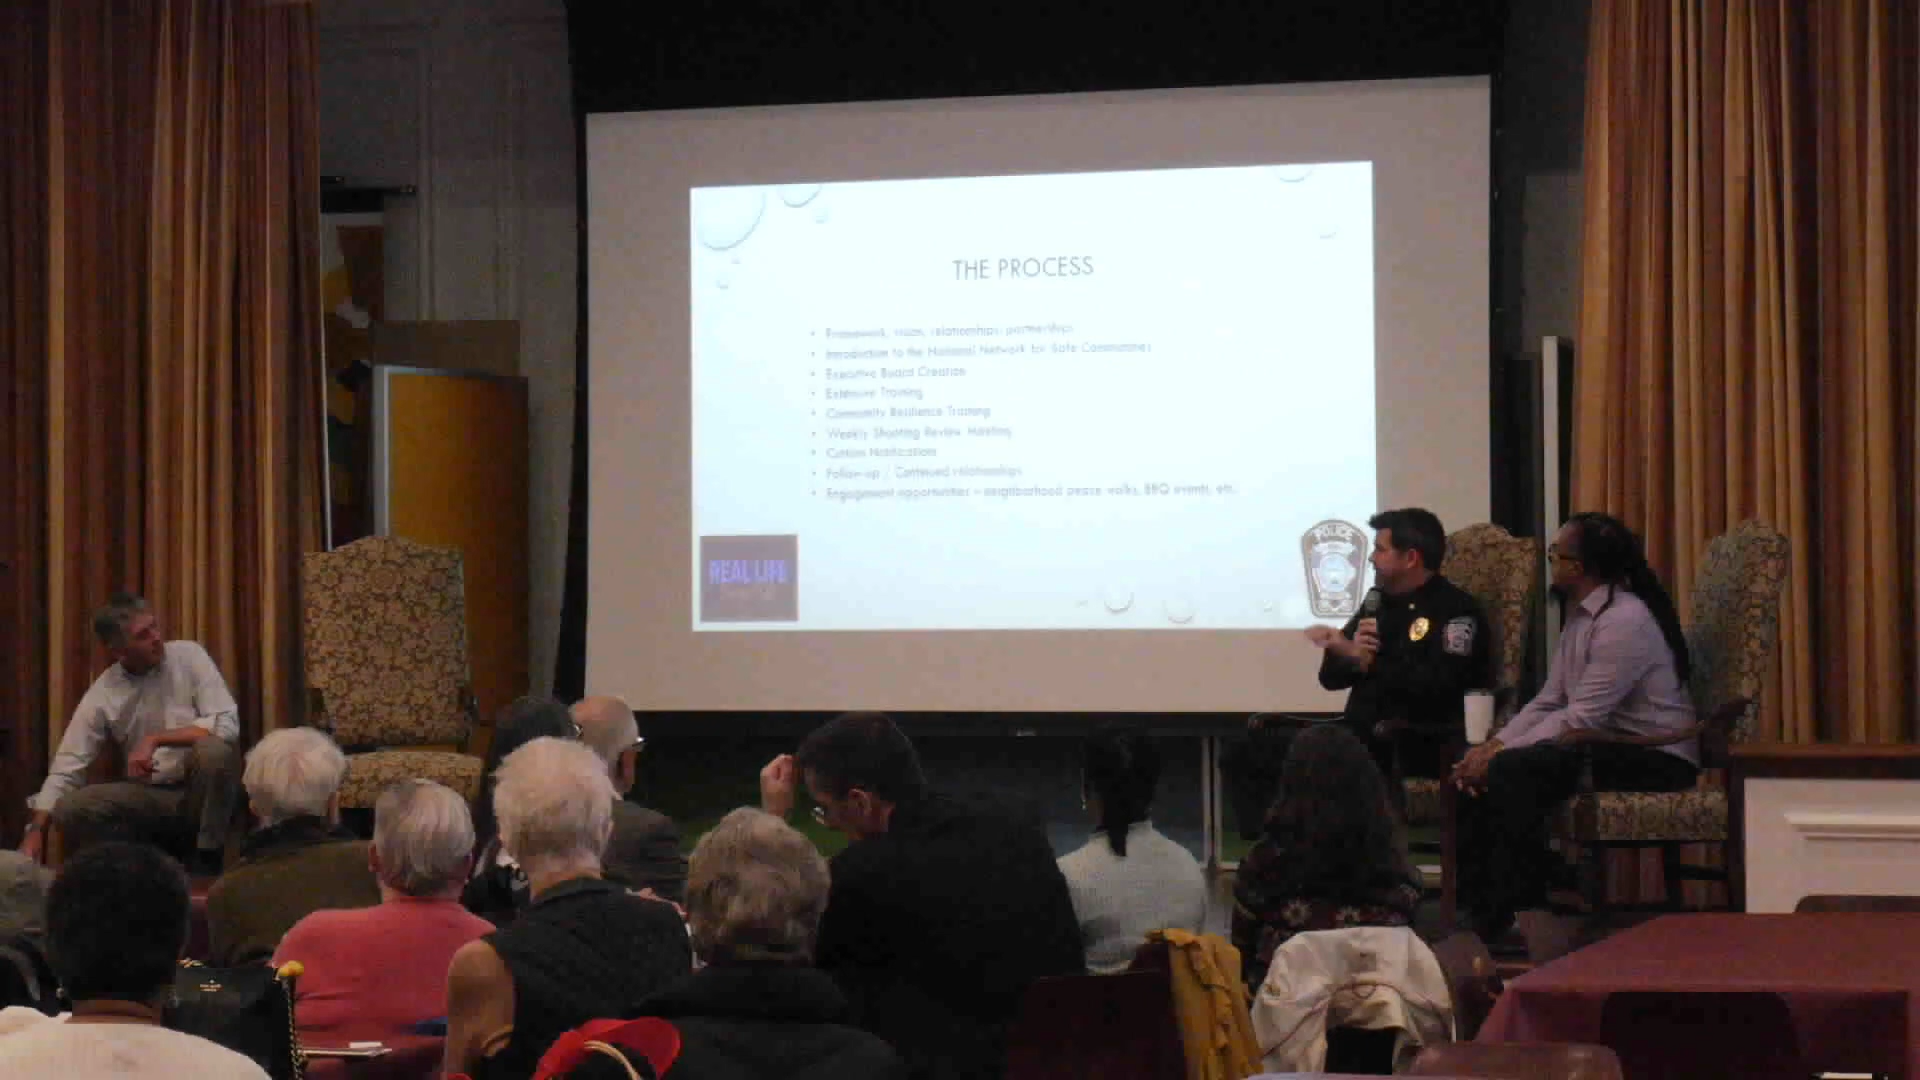 THE PROCESS
• Framework, vision, relationships, partnerships
• Introduction to the National Network for Safe Communities
• Executive Board Creation
• Extensive Training
• Community Resilience Training
• Weekly Shooting Review Meeting
• Custom Notifications
• Follow-up / Continued relationships
• Engagement opportunities – neighborhood peace walks, BBQ events, etc.
REAL LIFE
POLICE